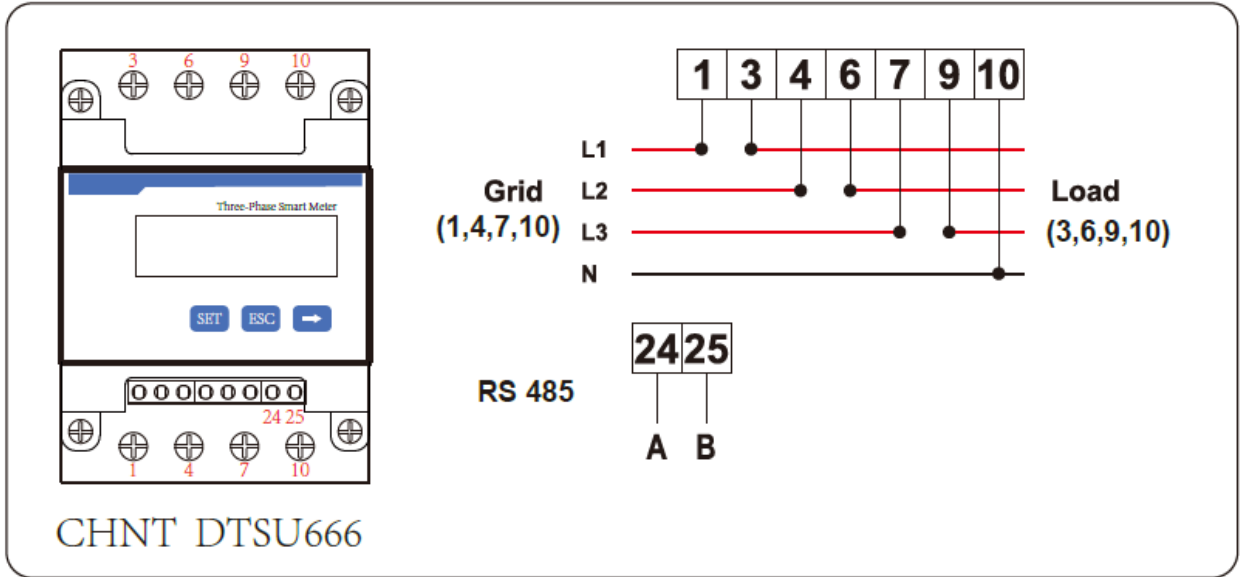 3 6 9 10
Three-Phase Smart Meter
SET ESC
24 25
1 4 7 10
CHNT DTSU666
1 3 4 6 7 9 10
L1
Grid L2 Load
(1,4,7,10) L3 (3,6,9,10)
N
24 25
RS 485
A B